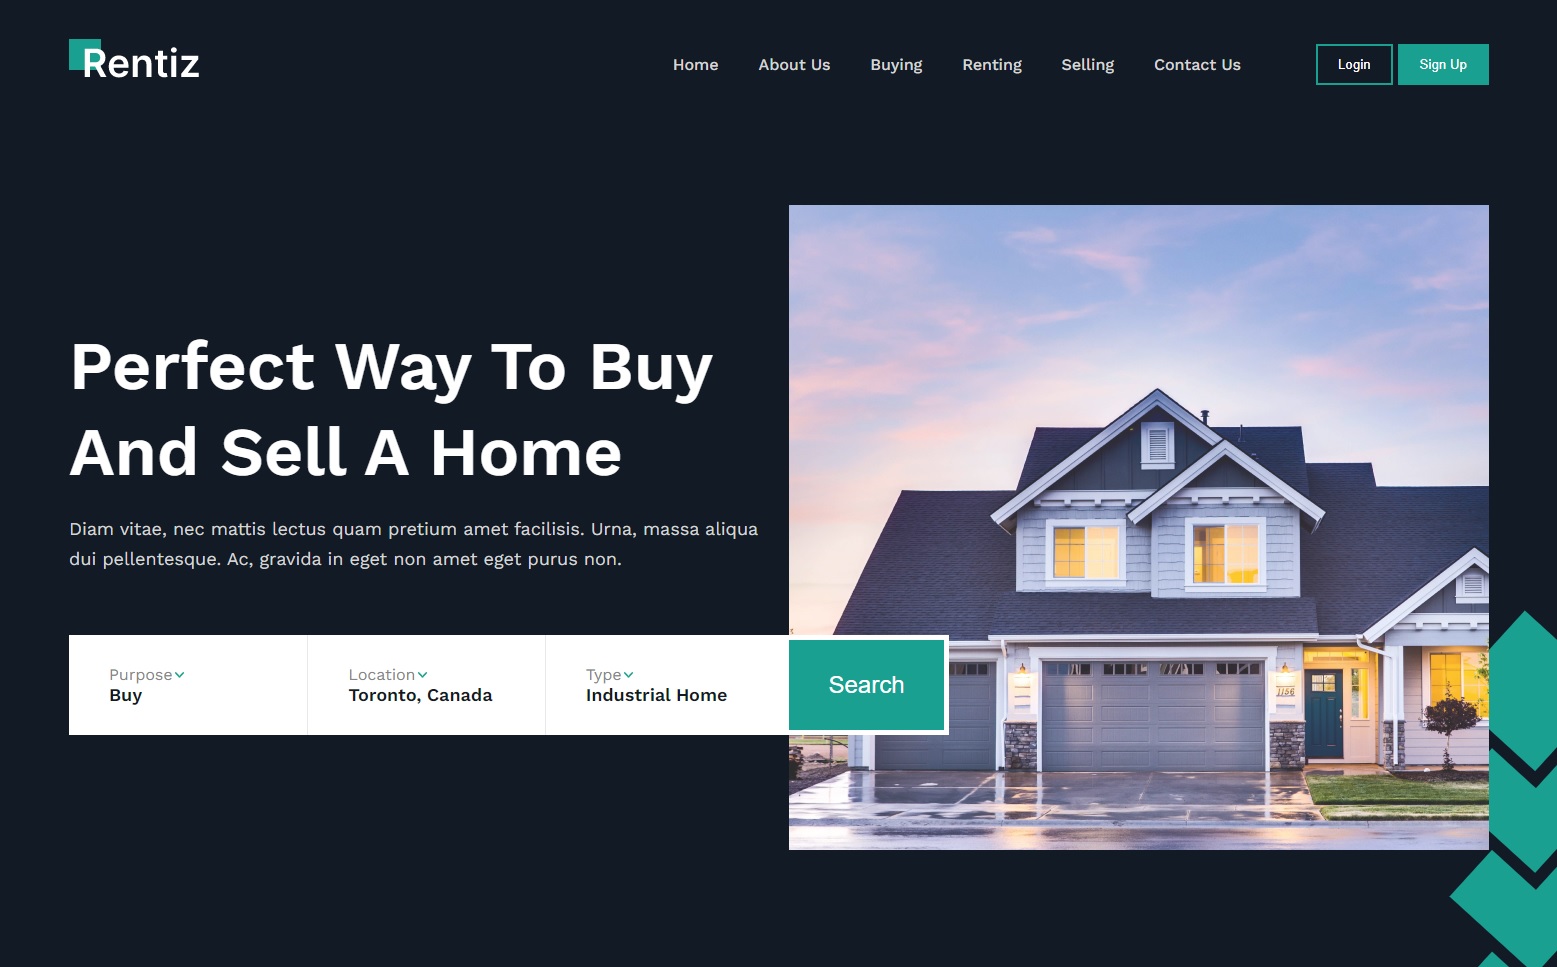 Rentiz
Home About Us Buying Renting Selling Contact Us Login Sign Up
Perfect Way To Buy
And Sell A Home
Diam vitae, nec mattis lectus quam pretium amet facilisis. Urna, massa aliqua
dui pellentesque. Ac, gravida in eget non amet eget purus non.
Purpose Location Type
Buy Toronto, Canada Industrial Home
Search
1156